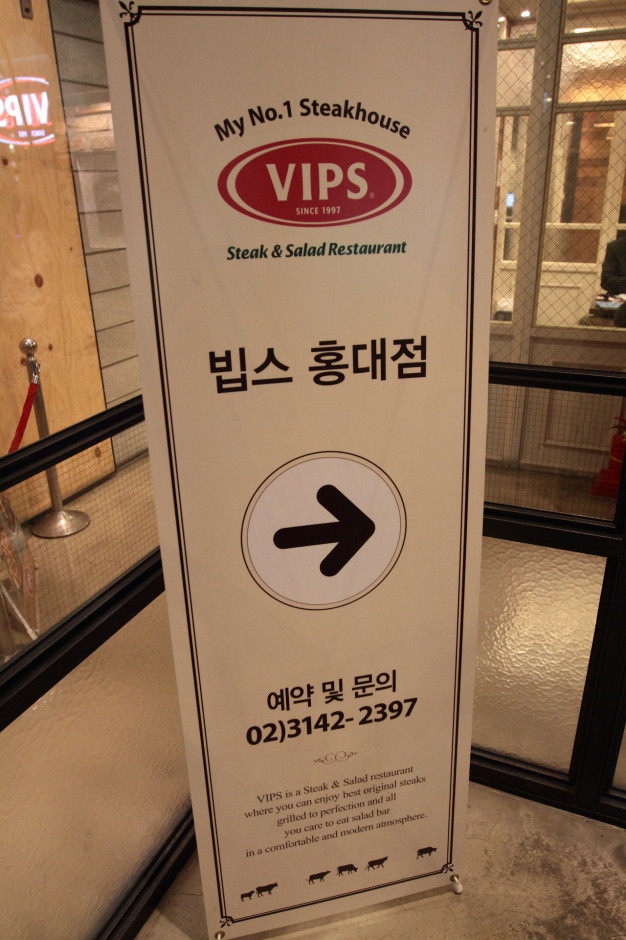 My No.1 Steakhouse
VIPS
SINCE 1997
Steak & Salad Restaurant
빕스 홍대점
예약 및 문의
02)3142-2397
VIPS is a Steak & Salad restaurant
where you can enjoy best original steaks
grilled to perfection and all
you care to eat salad bar
in a comfortable and modern atmosphere.
VIPS